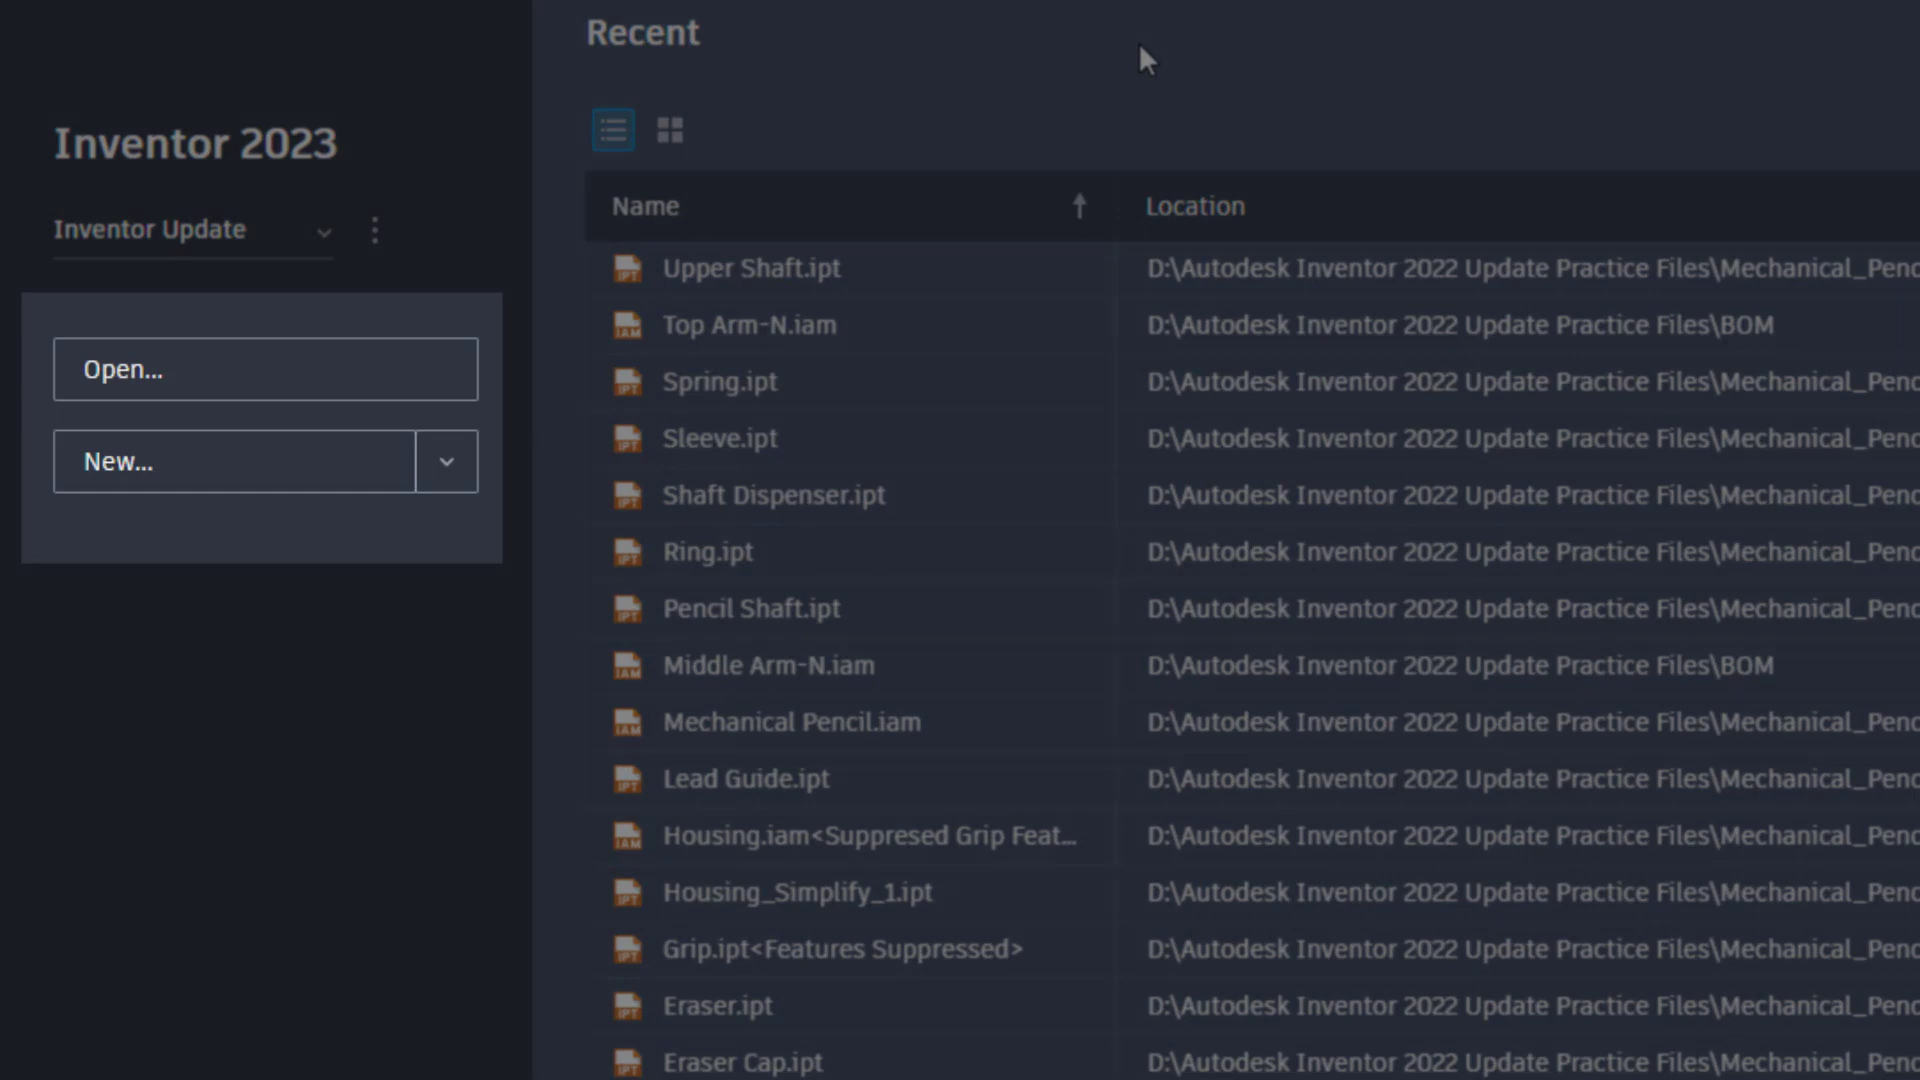 Recent
Inventor 2023
Inventor Update
Open...
New...
Name Location
Upper Shaft.ipt D:\Autodesk Inventor 2022 Update Practice Files\Mechanical_Penc
Top Arm-N.iam D:\Autodesk Inventor 2022 Update Practice Files\BOM
Spring.ipt D:\Autodesk Inventor 2022 Update Practice Files\Mechanical_Penc
Sleeve.ipt D:\Autodesk Inventor 2022 Update Practice Files\Mechanical_Penc
Shaft Dispenser.ipt D:\Autodesk Inventor 2022 Update Practice Files\Mechanical_Penc
Ring.ipt D:\Autodesk Inventor 2022 Update Practice Files\Mechanical_Penc
Pencil Shaft.ipt D:\Autodesk Inventor 2022 Update Practice Files\Mechanical_Penc
Middle Arm-N.iam D:\Autodesk Inventor 2022 Update Practice Files\BOM
Mechanical Pencil.iam D:\Autodesk Inventor 2022 Update Practice Files\Mechanical_Penc
Lead Guide.ipt D:\Autodesk Inventor 2022 Update Practice Files\Mechanical_Penc
Housing.iam<Suppresed Grip Feat... D:\Autodesk Inventor 2022 Update Practice Files\Mechanical_Penc
Housing_Simplify_1.ipt D:\Autodesk Inventor 2022 Update Practice Files\Mechanical_Penc
Grip.ipt<Features Suppressed> D:\Autodesk Inventor 2022 Update Practice Files\Mechanical_Penc
Eraser.ipt D:\Autodesk Inventor 2022 Update Practice Files\Mechanical_Penc
Eraser Cap.ipt D:\Autodesk Inventor 2022 Update Practice Files\Mechanical_Penc